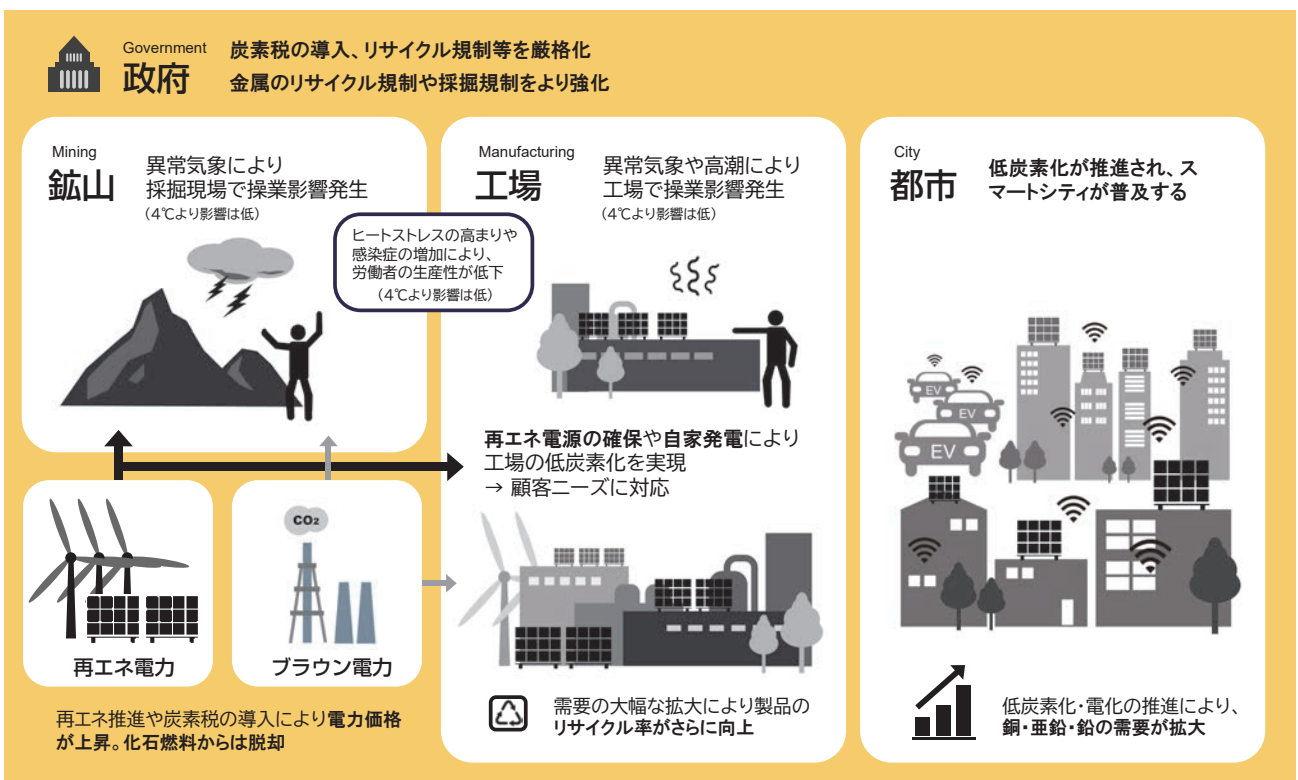 Government
政府
炭素税の導入、リサイクル規制等を厳格化
金属のリサイクル規制や採掘規制をより強化
Mining
鉱山
異常気象により
採掘現場で操業影響発生
(4℃より影響は低)
ヒートストレスの高まりや
感染症の増加により、
労働者の生産性が低下
(4℃より影響は低)
Manufacturing
工場
異常気象や高潮により
工場で操業影響発生
(4℃より影響は低)
再エネ電源の確保や自家発電により
工場の低炭素化を実現
→ 顧客ニーズに対応
City
都市
低炭素化が推進され、ス
マートシティが普及する
EV
EV
EV
CO₂
再エネ電力
ブラウン電力
再エネ推進や炭素税の導入により電力価格
が上昇。化石燃料からは脱却
需要の大幅な拡大により製品の
リサイクル率がさらに向上
低炭素化・電化の推進により、
銅・亜鉛・鉛の需要が拡大